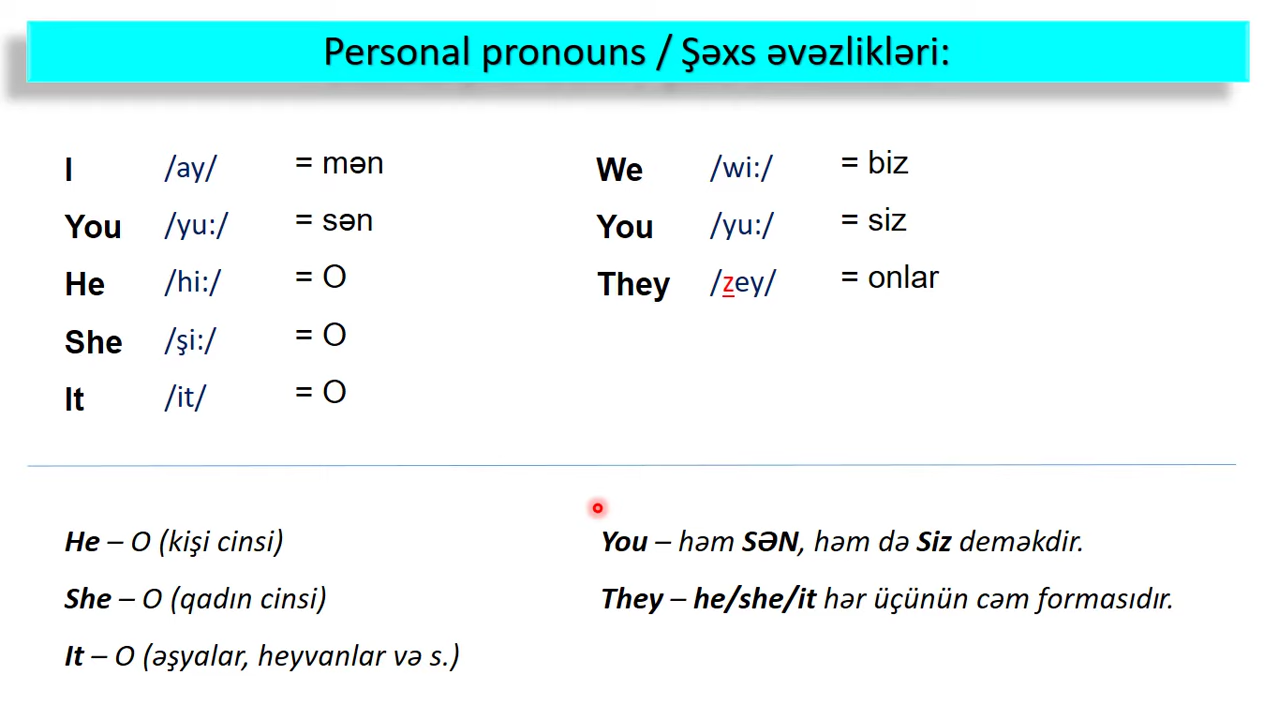 Personal pronouns / Şəxs əvəzlikləri:
I /ay/ = mən
You /yu:/ = sən
He /hi:/ = O
She /şi:/ = O
It /it/ = O
We /wi:/ = biz
You /yu:/ = siz
They /zey/ = onlar
He – O (kişi cinsi)
She – O (qadın cinsi)
It – O (əşyalar, heyvanlar və s.)
You – həm SƏN, həm də Siz deməkdir.
They – he/she/it hər üçünün cəm formasıdır.